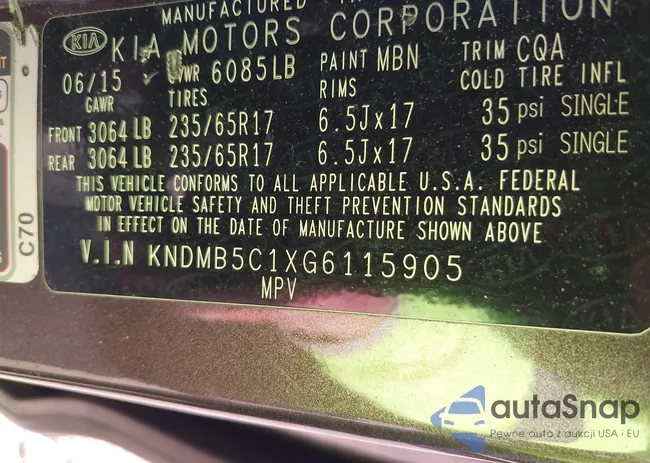 MANUFACTURED
KIA KIA MOTORS CORPORATION
06/15 GVWR 6085LB PAINT MBN TRIM CQA
GAWR TIRES RIMS COLD TIRE INFL
FRONT 3064 LB 235/65R17 6.5Jx17 35 psi SINGLE
REAR 3064 LB 235/65R17 6.5Jx17 35 psi SINGLE
THIS VEHICLE CONFORMS TO ALL APPLICABLE U.S.A. FEDERAL
MOTOR VEHICLE SAFETY AND THEFT PREVENTION STANDARDS
IN EFFECT ON THE DATE OF MANUFACTURE SHOWN ABOVE
V.I.N KNDMB5C1XG6115905
MPV
C70
autaSnap
Pewne auta z aukcji USA i EU